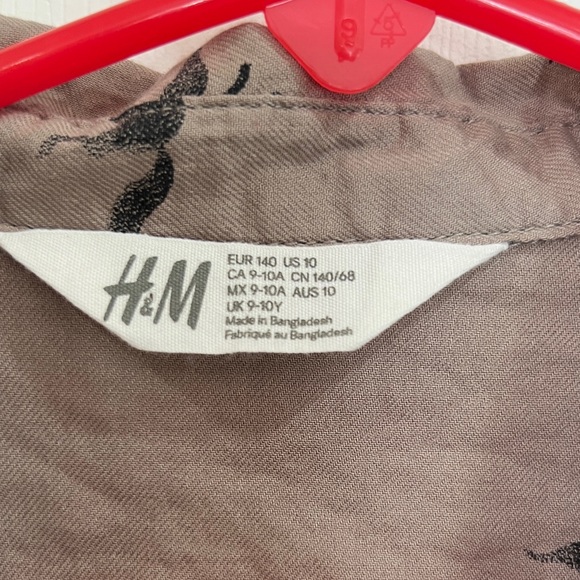 PP
H&M
EUR 140 US 10
CA 9-10A CN 140/68
MX 9-10A AUS 10
UK 9-10Y
Made in Bangladesh
Fabriqué au Bangladesh